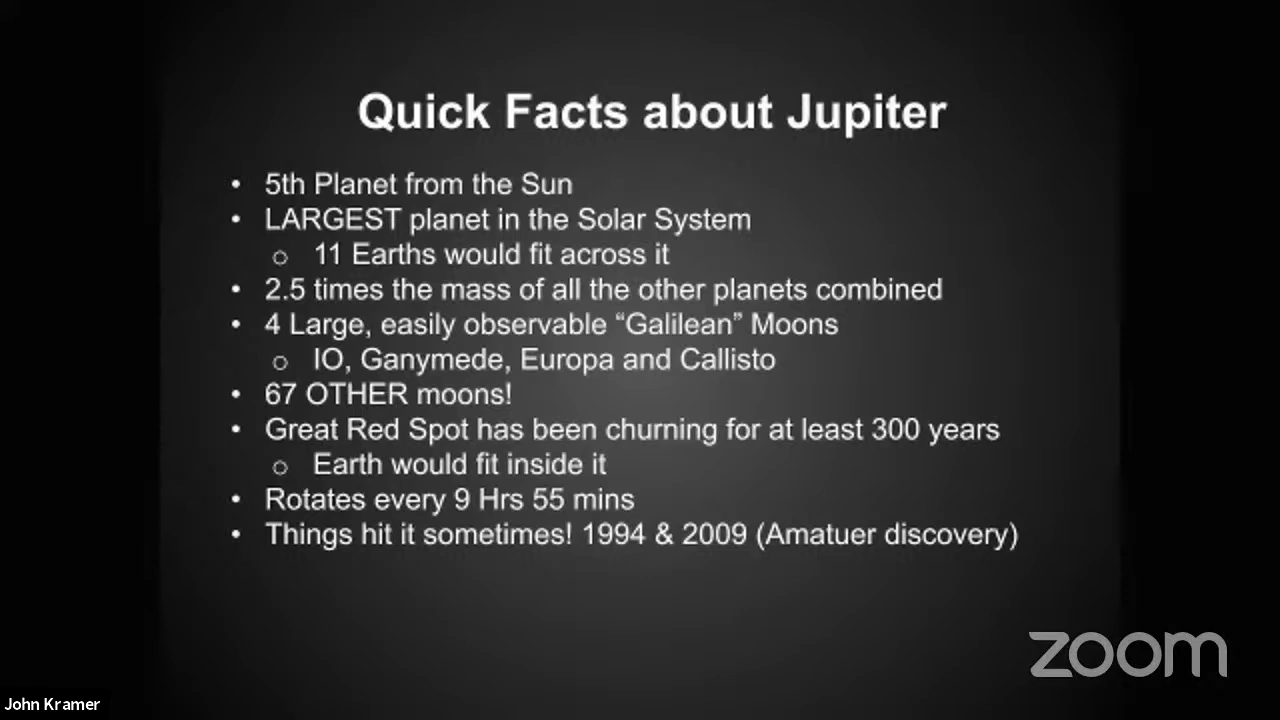 Quick Facts about Jupiter
• 5th Planet from the Sun
• LARGEST planet in the Solar System
o 11 Earths would fit across it
• 2.5 times the mass of all the other planets combined
• 4 Large, easily observable “Galilean” Moons
o IO, Ganymede, Europa and Callisto
• 67 OTHER moons!
• Great Red Spot has been churning for at least 300 years
o Earth would fit inside it
• Rotates every 9 Hrs 55 mins
• Things hit it sometimes! 1994 & 2009 (Amatuer discovery)
zoom
John Kramer